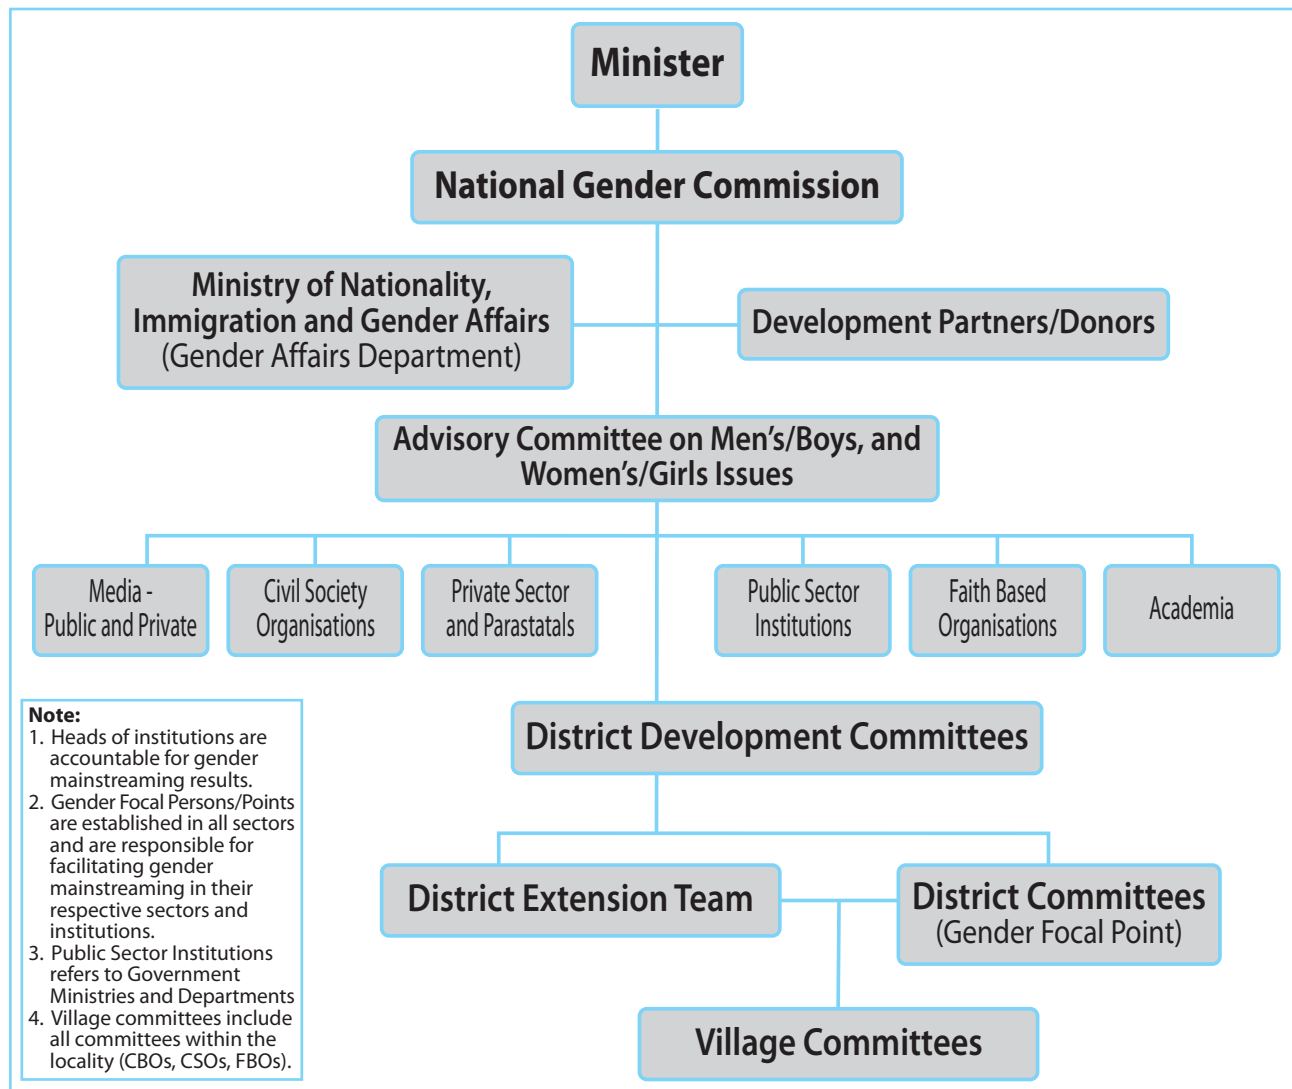 Minister
National Gender Commission
Ministry of Nationality,
Immigration and Gender Affairs
(Gender Affairs Department)
Development Partners/Donors
Advisory Committee on Men's/Boys, and
Women's/Girls Issues
Media -
Public and Private
Civil Society
Organisations
Private Sector
and Parastatals
Public Sector
Institutions
Faith Based
Organisations
Academia
Note:
1. Heads of institutions are
accountable for gender
mainstreaming results.
2. Gender Focal Persons/Points
are established in all sectors
and are responsible for
facilitating gender
mainstreaming in their
respective sectors and
institutions.
3. Public Sector Institutions
refers to Government
Ministries and Departments
4. Village committees include
all committees within the
locality (CBOs, CSOs, FBOs).
District Development Committees
District Extension Team
District Committees
(Gender Focal Point)
Village Committees